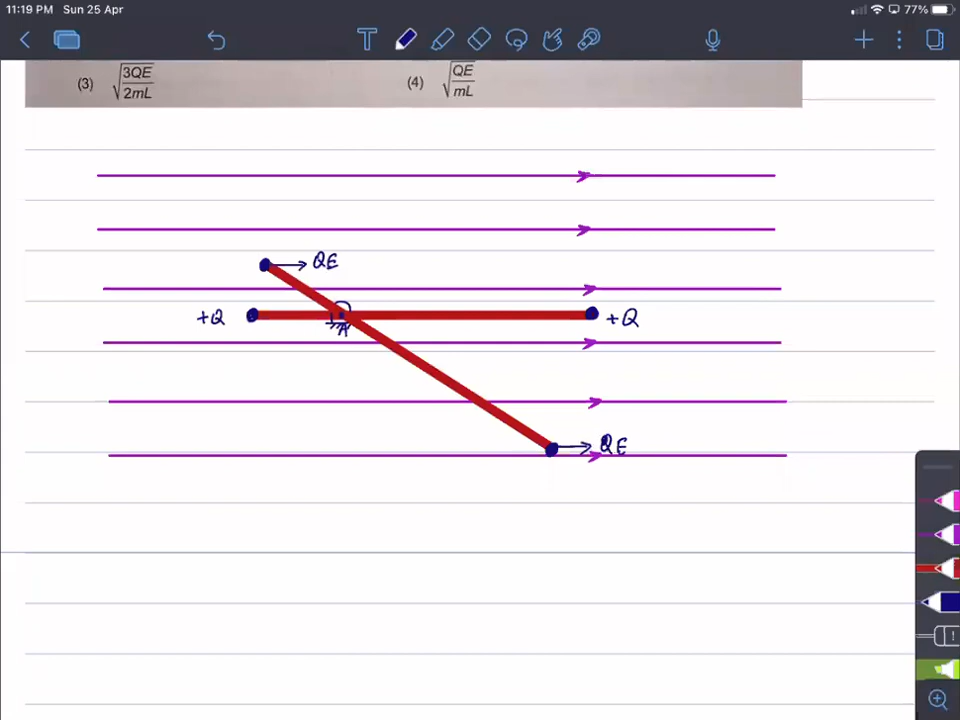 11:19 PM Sun 25 Apr
77%
T
(3) √3QE/2mL
(4) √QE/mL
QE
+Q
A
+Q
QE